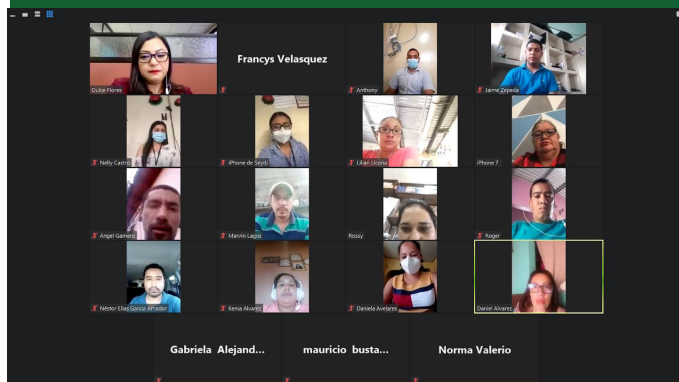 Francys Velasquez
Dulce Flores
Anthony
Jaime Zepeda
Nelly Castro
iPhone de Seydi
Lilian Licona
iPhone 7
Angel Gamero
Marvin Lagos
Rossy
Roger
Néstor Elías García Amador
Kenia Alvarez
Daniela Avelares
Daniel Alvarez
Gabriela Alejand...
mauricio busta...
Norma Valerio